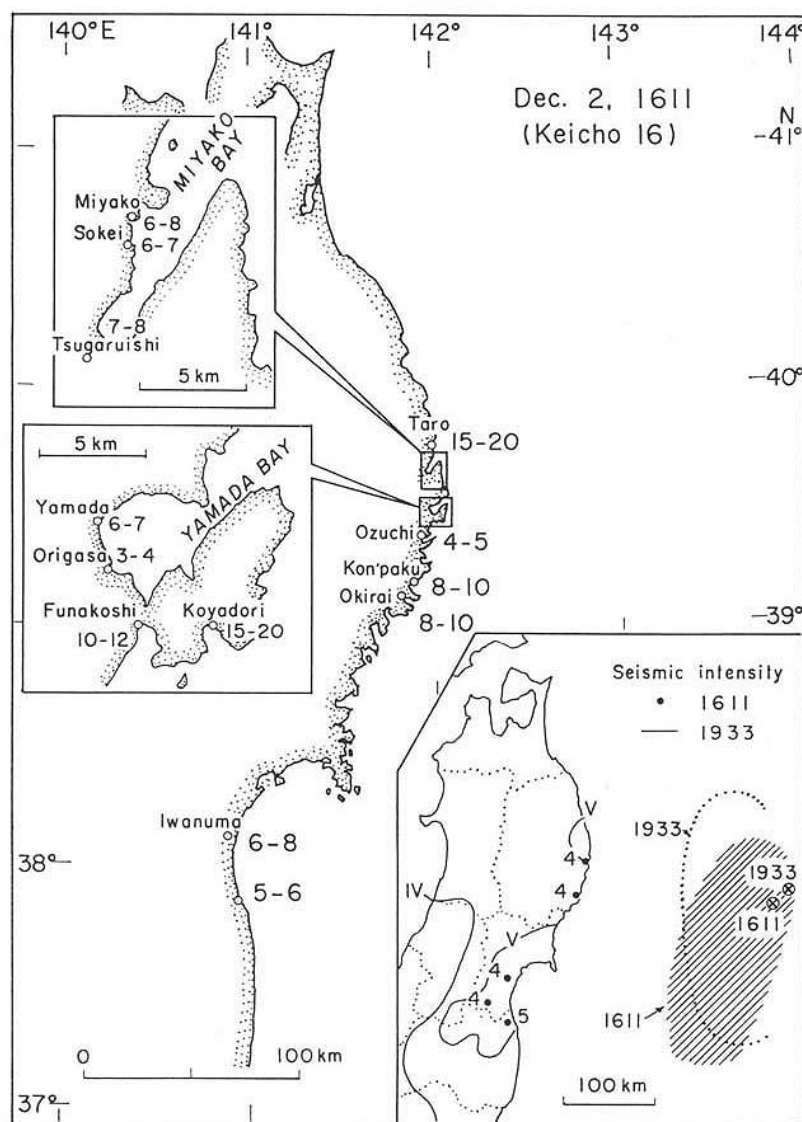 140°E 141° 142° 143° 144°
Dec. 2, 1611
(Keicho 16)
N
41°
40°
39°
38°
37°
MIYAKO BAY
Miyako
6-8
Sokei
6-7
7-8
Tsugaruishi
5 km
5 km
YAMADA BAY
Yamada
6-7
Origasa 3-4
Funakoshi
10-12
Koyadori
15-20
Taro
15-20
Ozuchi
4-5
Kon'paku
8-10
Okirai
8-10
Iwanuma
6-8
5-6
0 100 km
Seismic intensity
1611
1933
V
4
4
IV
V
4
4
5
1933
1933
1611
1611
100 km